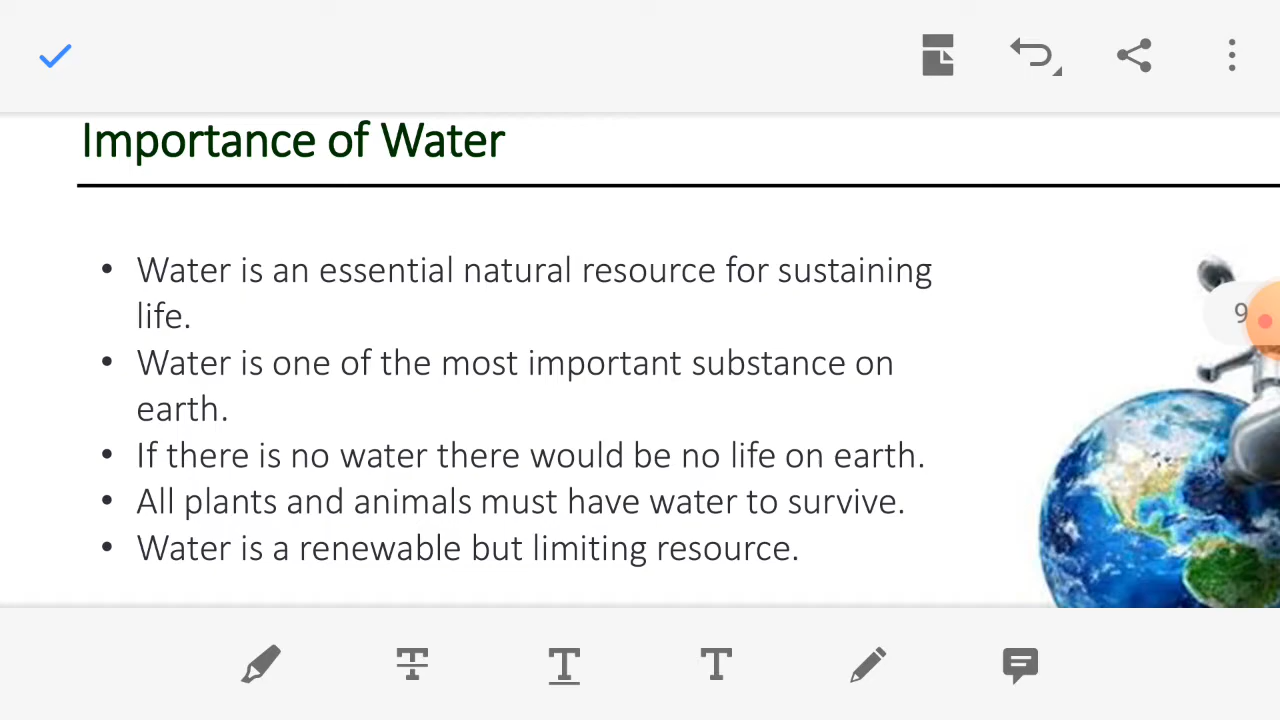 Importance of Water
• Water is an essential natural resource for sustaining
life.
9
• Water is one of the most important substance on
earth.
• If there is no water there would be no life on earth.
• All plants and animals must have water to survive.
• Water is a renewable but limiting resource.